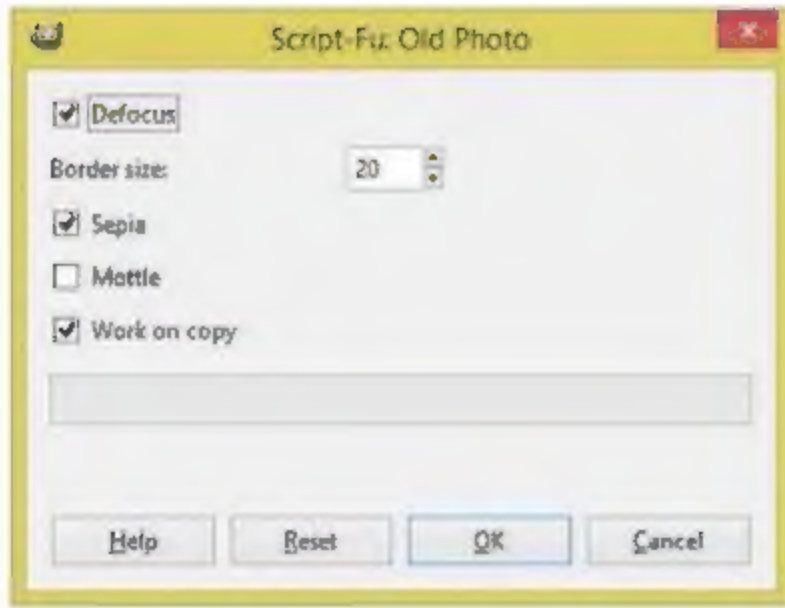 Script-Fu: Old Photo
Defocus
Border size: 20
Sepia
Mottle
Work on copy
Help Reset OK Cancel